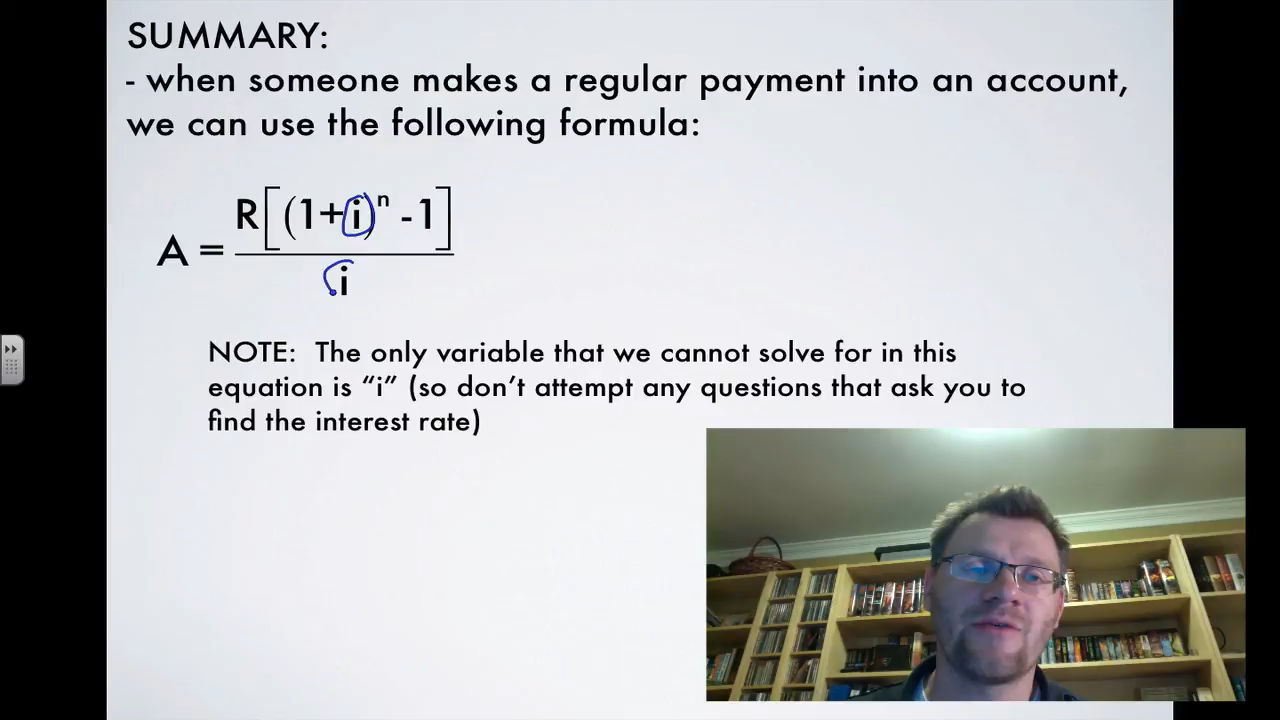 SUMMARY:
- when someone makes a regular payment into an account,
we can use the following formula:
A = R[(1+i)ⁿ -1]
i
NOTE: The only variable that we cannot solve for in this
equation is “i” (so don’t attempt any questions that ask you to
find the interest rate)